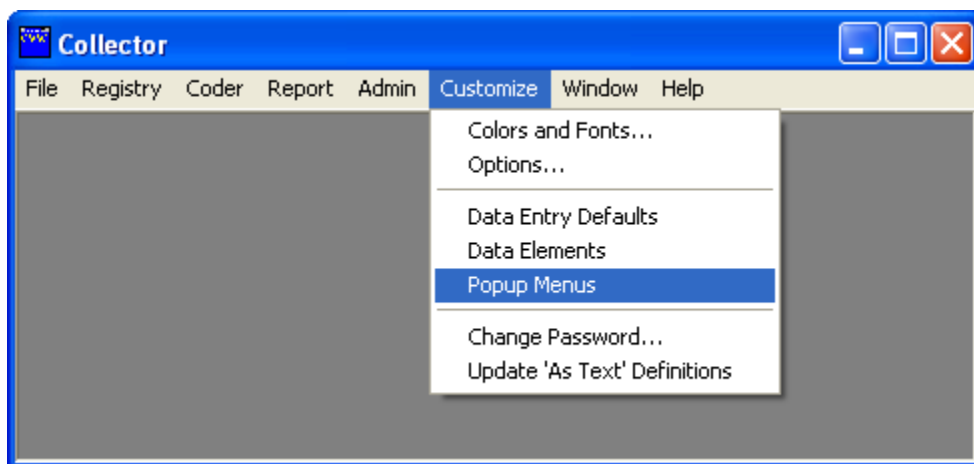 Collector
File Registry Coder Report Admin Customize Window Help
Colors and Fonts...
Options...
Data Entry Defaults
Data Elements
Popup Menus
Change Password...
Update 'As Text' Definitions